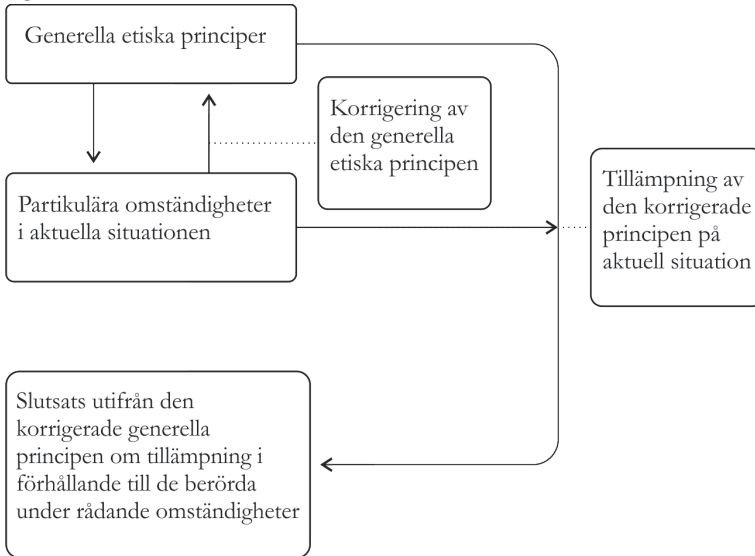 Generella etiska principer
Korrigering av
den generella
etiska principen
Partikulära omständigheter
i aktuella situationen
Tillämpning av
den korrigerade
principen på
aktuell situation
Slutsats utifrån den
korrigerade generella
principen om tillämpning i
förhållande till de berörda
under rådande omständigheter